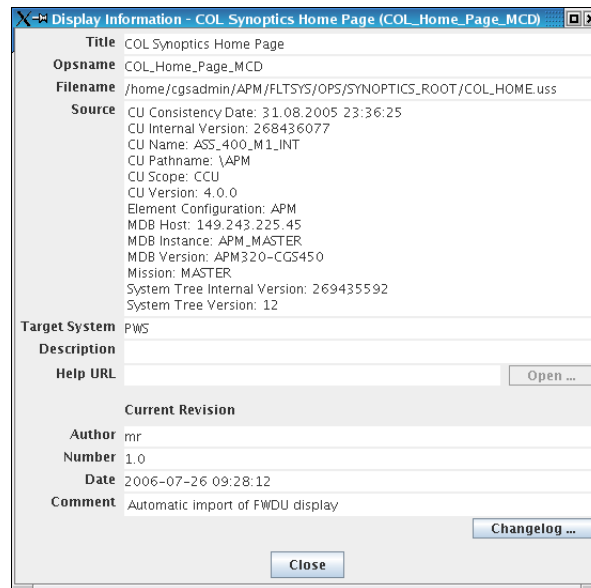 Display Information - COL Synoptics Home Page (COL_Home_Page_MCD)
Title COL Synoptics Home Page
Opsname COL_Home_Page_MCD
Filename /home/cgsadmin/APM/FLTSYS/OPS/SYNOPTICS_ROOT/COL_HOME.uss
Source CU Consistency Date: 31.08.2005 23:36:25
CU Internal Version: 268436077
CU Name: ASS_400_M1_INT
CU Pathname: \APM
CU Scope: CCU
CU Version: 4.0.0
Element Configuration: APM
MDB Host: 149.243.225.45
MDB Instance: APM_MASTER
MDB Version: APM320-CGS450
Mission: MASTER
System Tree Internal Version: 269435592
System Tree Version: 12
Target System PWS
Description
Help URL Open ...
Current Revision
Author mr
Number 1.0
Date 2006-07-26 09:28:12
Comment Automatic import of FWDU display
Changelog ...
Close